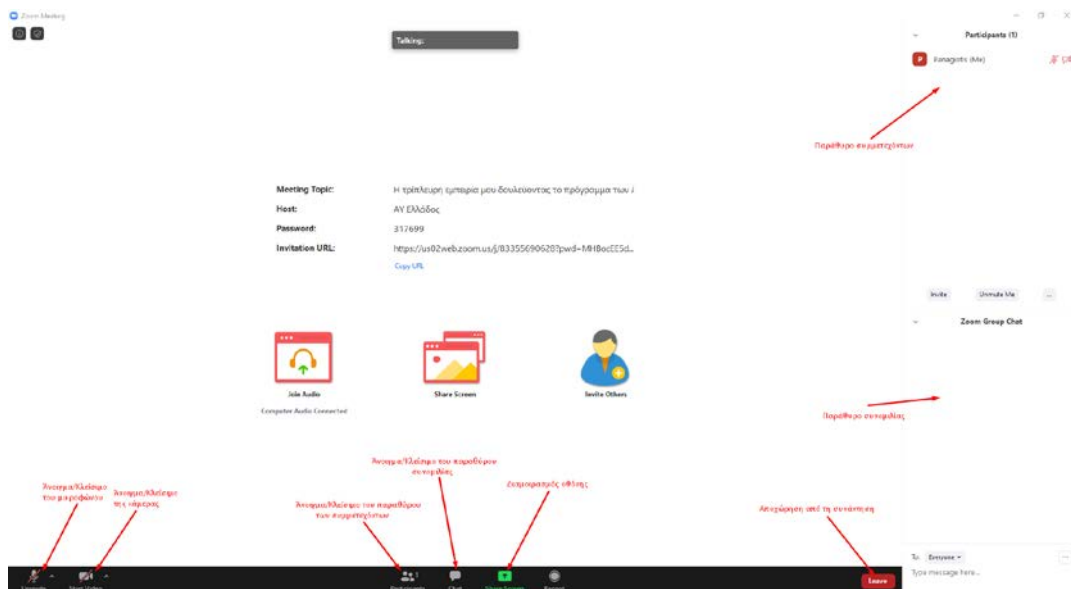 Zoom Meeting
Talking:
Participants (1)
P
Panagiotis (Me)
Παράθυρο συμμετεχόντων
Meeting Topic:
Η τρίπλευρη εμπειρία μου δουλεύοντας το πρόγραμμα των
Host:
ΑΥ Ελλάδος
Password:
317699
Invitation URL:
Copy URL
Invite
Unmute Me
...
Zoom Group Chat
Join Audio
Share Screen
Invite Others
Computer Audio Connected
Παράθυρο συνομιλίας
Άνοιγμα/Κλείσιμο του παραθύρου
συνομιλίας
Άνοιγμα/Κλείσιμο
του μικροφώνου
Άνοιγμα/Κλείσιμο
της κάμερας
Άνοιγμα/Κλείσιμο του παραθύρου
των συμμετεχόντων
Διαμοιρασμός οθόνης
Αποχώρηση από τη συνάντηση
To:
Everyone
Type message here...
Leave